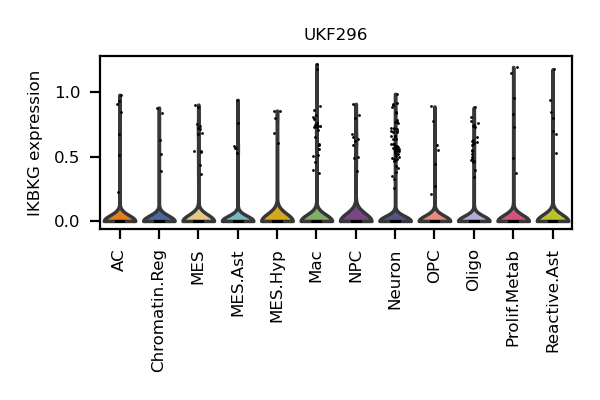 UKF296
IKBKG expression
1.0
0.5
0.0
AC
Chromatin.Reg
MES
MES.Ast
MES.Hyp
Mac
NPC
Neuron
OPC
Oligo
Prolif.Metab
Reactive.Ast